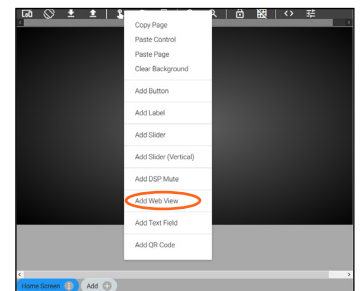 Copy Page
Paste Control
Paste Page
Clear Background
Add Button
Add Label
Add Slider
Add Slider (Vertical)
Add DSP Mute
Add Web View
Add Text Field
Add QR Code
Home Screen
Add